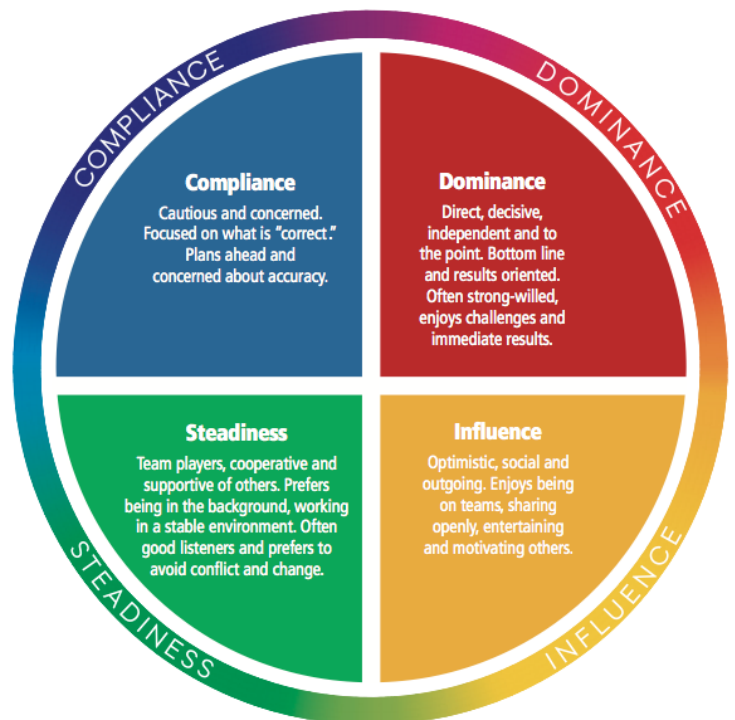 COMPLIANCE
DOMINANCE
Compliance
Cautious and concerned.
Focused on what is “correct.”
Plans ahead and
concerned about accuracy.
Dominance
Direct, decisive,
independent and to
the point. Bottom line
and results oriented.
Often strong-willed,
enjoys challenges and
immediate results.
Steadiness
Team players, cooperative and
supportive of others. Prefers
being in the background, working
in a stable environment. Often
good listeners and prefers to
avoid conflict and change.
Influence
Optimistic, social and
outgoing. Enjoys being
on teams, sharing
openly, entertaining
and motivating others.
STEADINESS
INFLUENCE